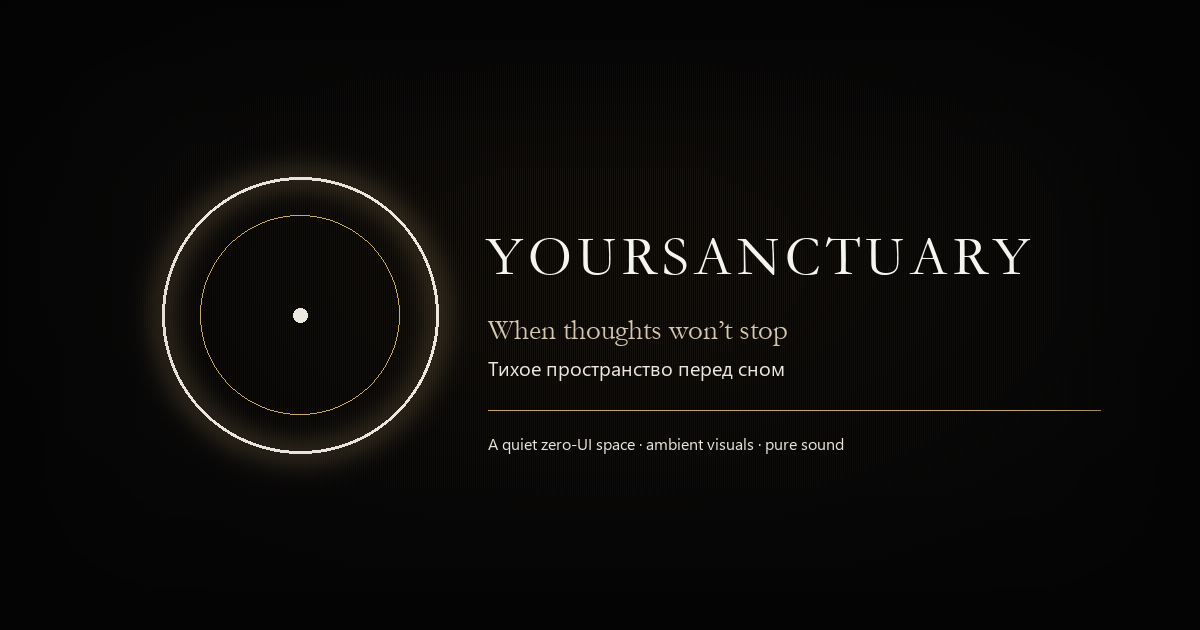 YOURSANCTUARY
When thoughts won’t stop
Тихое пространство перед сном
A quiet zero-UI space · ambient visuals · pure sound